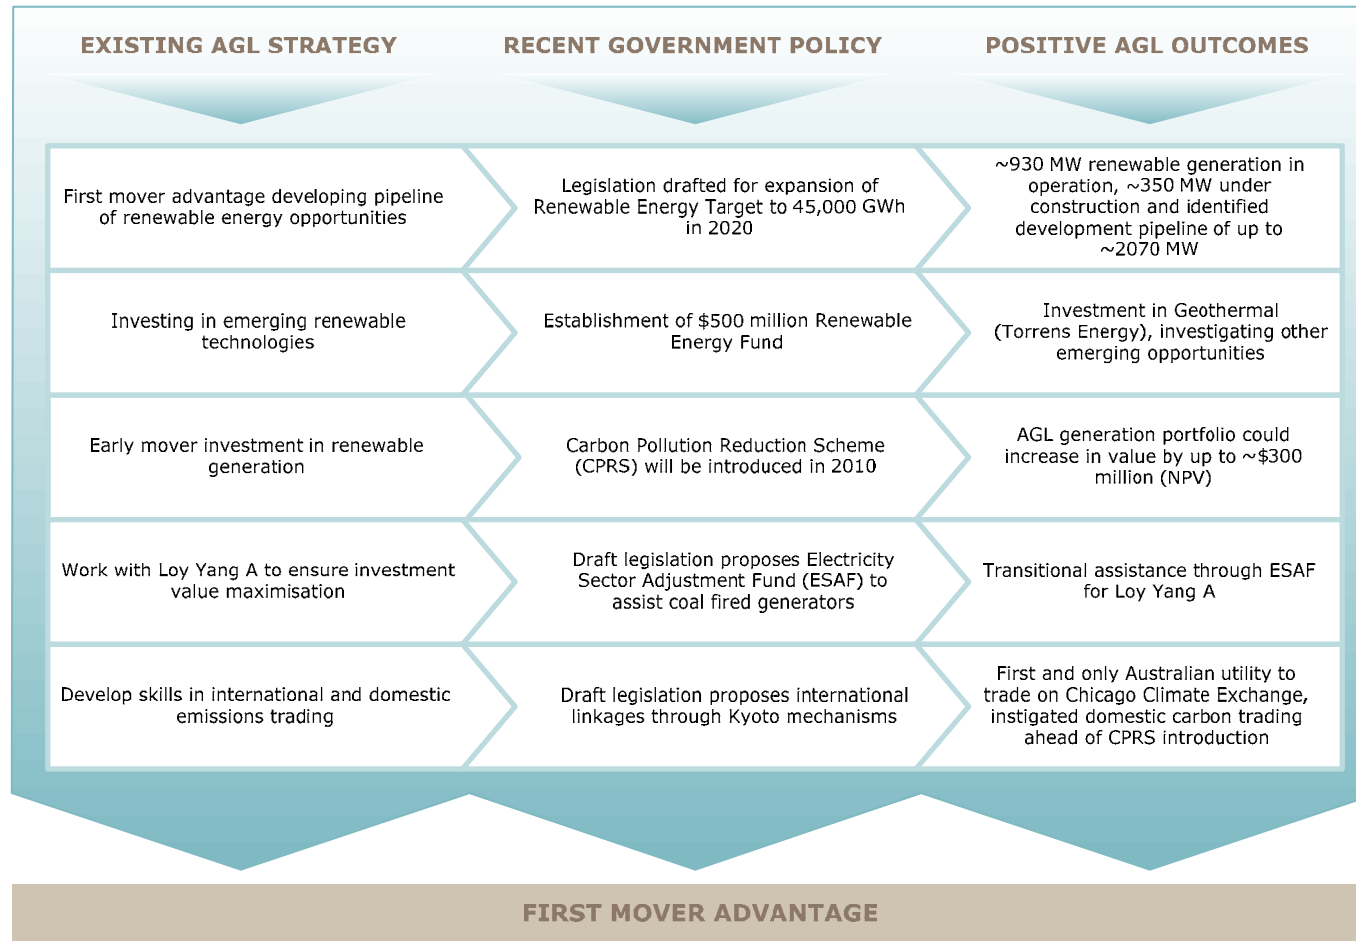 EXISTING AGL STRATEGY
RECENT GOVERNMENT POLICY
POSITIVE AGL OUTCOMES
First mover advantage developing pipeline
of renewable energy opportunities
Legislation drafted for expansion of
Renewable Energy Target to 45,000 GWh
in 2020
~930 MW renewable generation in
operation, ~350 MW under
construction and identified
development pipeline of up to
~2070 MW
Investing in emerging renewable
technologies
Establishment of $500 million Renewable
Energy Fund
Investment in Geothermal
(Torrens Energy), investigating other
emerging opportunities
Early mover investment in renewable
generation
Carbon Pollution Reduction Scheme
(CPRS) will be introduced in 2010
AGL generation portfolio could
increase in value by up to ~$300
million (NPV)
Work with Loy Yang A to ensure investment
value maximisation
Draft legislation proposes Electricity
Sector Adjustment Fund (ESAF) to
assist coal fired generators
Transitional assistance through ESAF
for Loy Yang A
Develop skills in international and domestic
emissions trading
Draft legislation proposes international
linkages through Kyoto mechanisms
First and only Australian utility to
trade on Chicago Climate Exchange,
instigated domestic carbon trading
ahead of CPRS introduction
FIRST MOVER ADVANTAGE